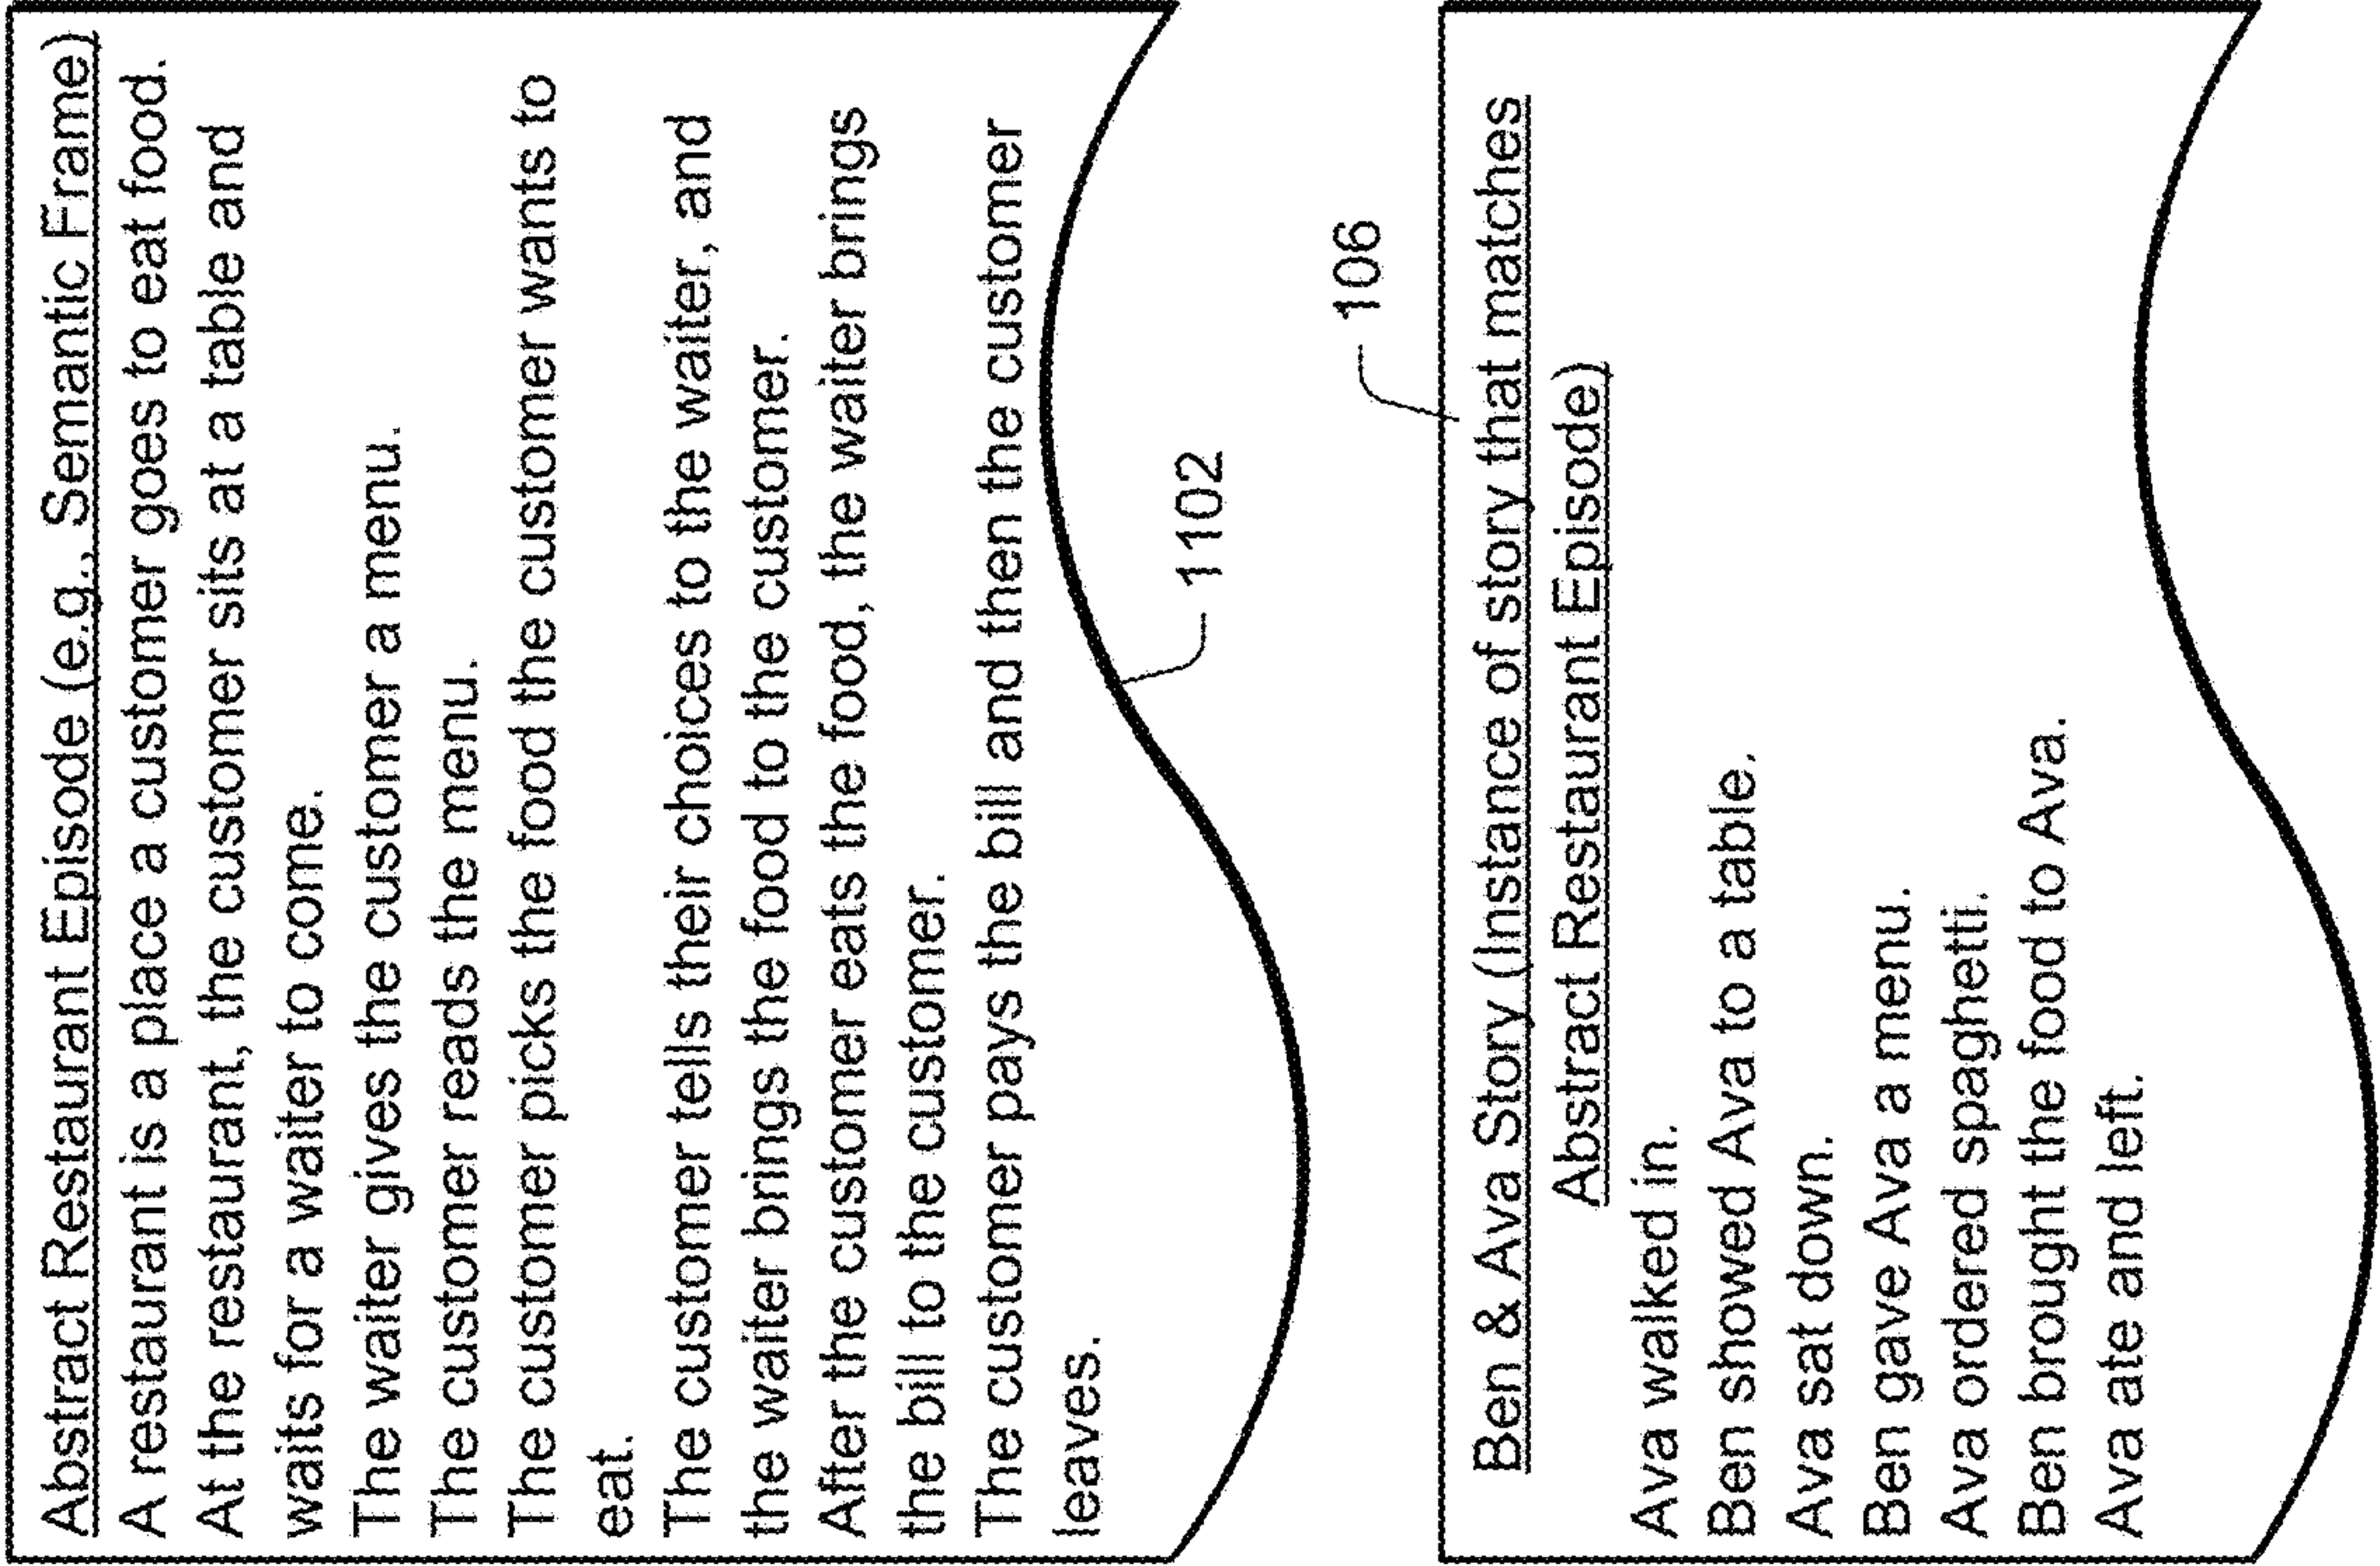 Abstract Restaurant Episode (e.g., Semantic Frame)
A restaurant is a place a customer goes to eat food.
At the restaurant, the customer sits at a table and
waits for a waiter to come.
The waiter gives the customer a menu.
The customer reads the menu.
The customer picks the food the customer wants to
eat.
The customer tells their choices to the waiter, and
the waiter brings the food to the customer.
After the customer eats the food, the waiter brings
the bill to the customer.
The customer pays the bill and then the customer
leaves.
1102
106
Ben & Ava Story (Instance of story that matches
Abstract Restaurant Episode)
Ava walked in.
Ben showed Ava to a table.
Ava sat down.
Ben gave Ava a menu.
Ava ordered spaghetti.
Ben brought the food to Ava.
Ava ate and left.